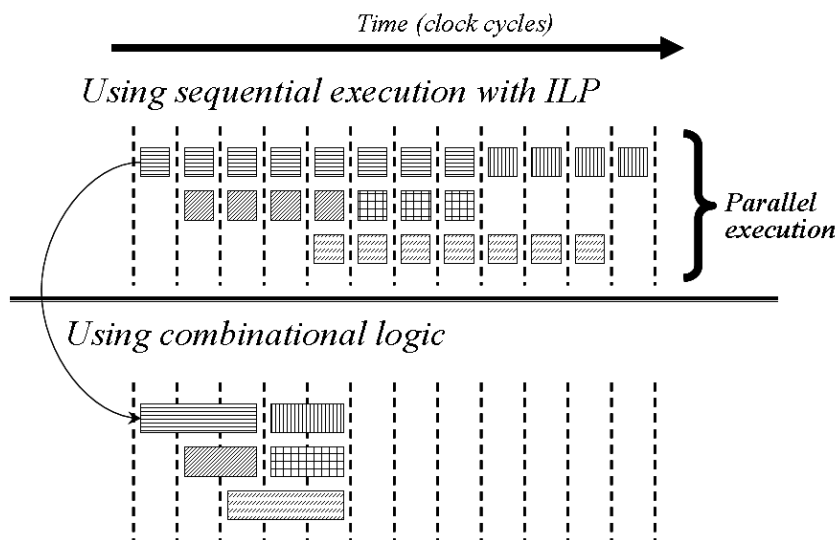 Time (clock cycles)
Using sequential execution with ILP
Parallel
execution
Using combinational logic